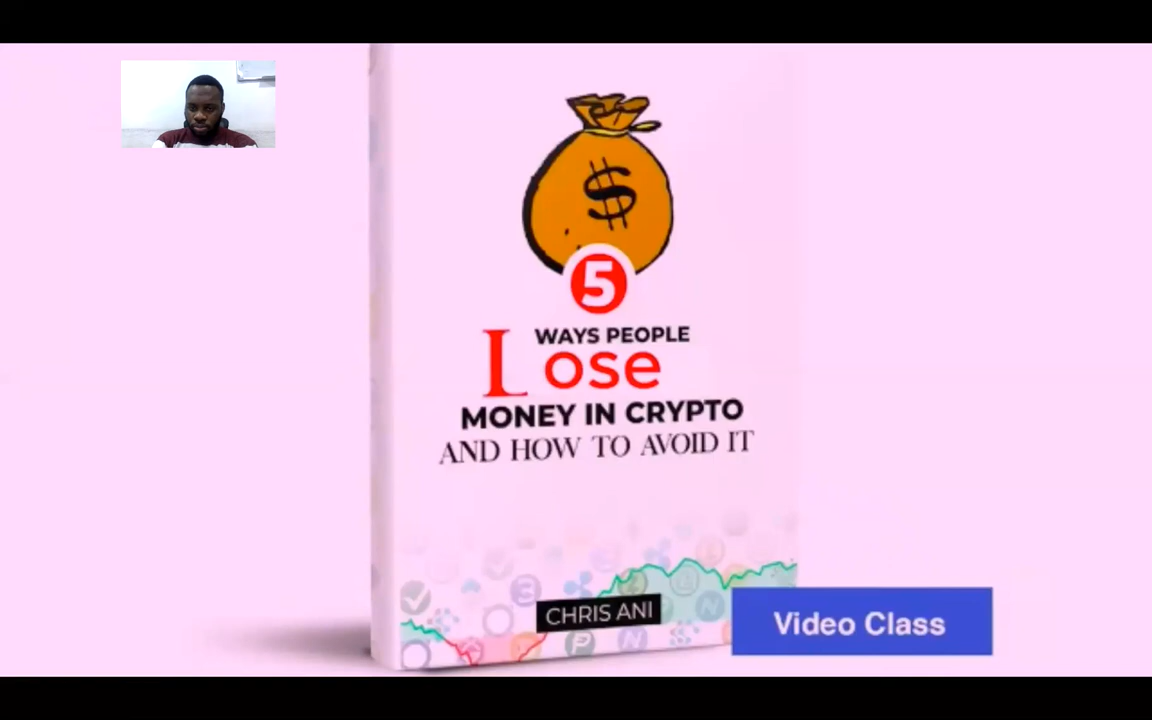 $
5
WAYS PEOPLE
Lose
MONEY IN CRYPTO
AND HOW TO AVOID IT
CHRIS ANI
Video Class